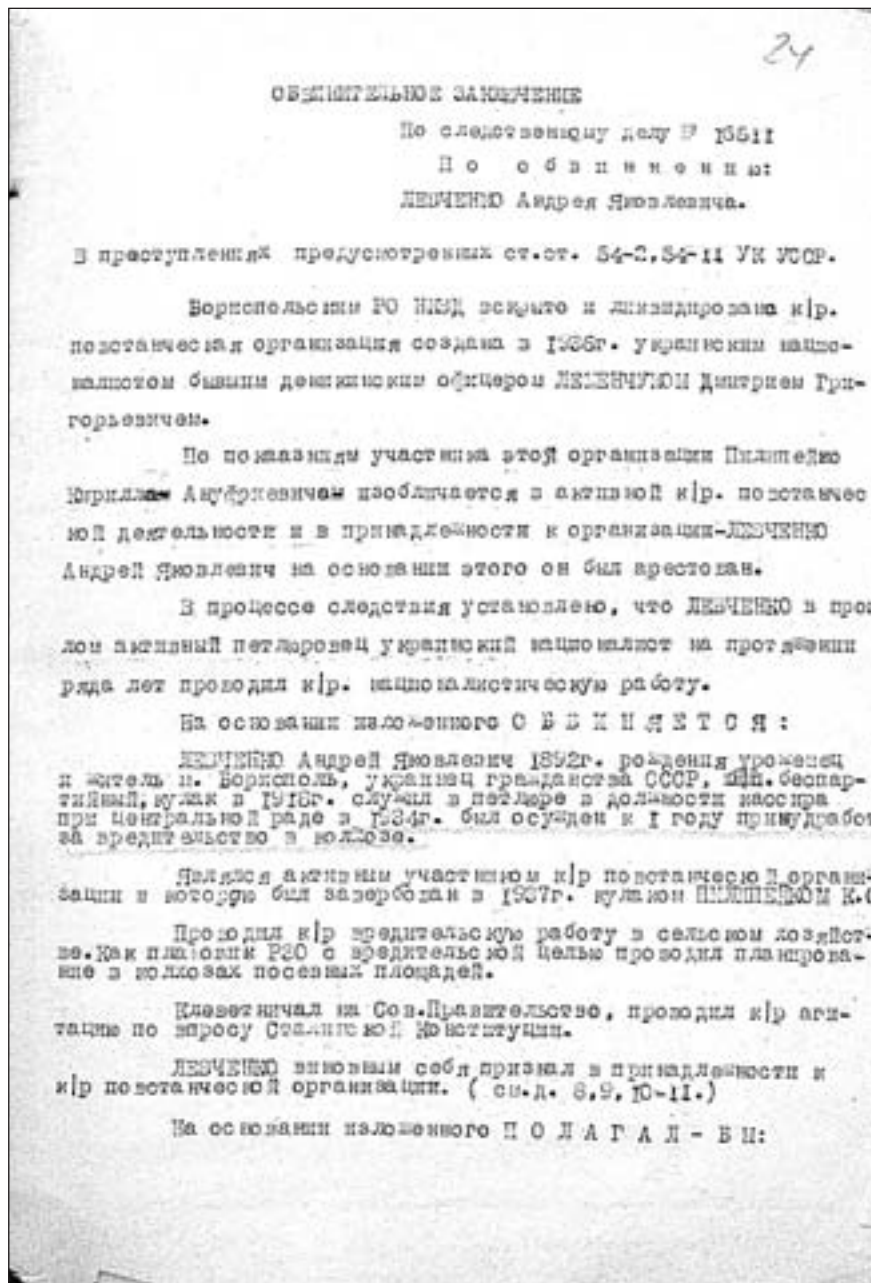 24
ОБВИНИТЕЛЬНОЕ ЗАКЛЮЧЕНИЕ
По следственному делу №
П о о б в и н е н и ю:
ЛЕВЧЕНКО Андрея Яковлевича.
В преступлениях предусмотренных ст.ст. 54-2,54-11 УК УССР.
Бориспольским РО НКВД вскрыто и ликвидирована к|р.
повстанческая организация создана в 1936г. украинским нацио-
налистом бывшим деникинским офицером Дмитрием Гри-
горьевичем.
По показаниям участника этой организации Пилипейко
Кириллам Ануфриевичам изобличается в активной к|р. повстанчес
кой деятельности и в принадлежности к организации-ЛЕВЧЕНКО
Андрей Яковлевич на основании этого он был арестован.
В процессе следствия установлено, что ЛЕВЧЕНКО в прош
лом активный петлюровец украинский националист на протяжении
ряда лет проводил к|р. националистическую работу.
На основании изложенного О Б В И Н Я Е Т С Я :
ЛЕВЧЕНКО Андрей Яковлевич 1892г. рождения уроженец
и житель м. Борисполь, украинец гражданства СССР, беспар-
тийный, кулак в 1918г. служил в петлюре в должности кассира
при центральной раде в 1934г. был осужден к I году принудработ
за вредительство в колхозе.
Являлся активным участником к|р повстанческой органи-
зации в которую был завербован в 1937г. кулаком К.
Проводил к|р вредительскую работу в сельском хозяйст-
ве. Как плановик РЗО с вредительской целью проводил планирова-
ние в колхозах посевных площадей.
Клеветничал на Сов.Правительство, проводил к|р аги-
тацию по вопросу Сталинской Конституции.
ЛЕВЧЕНКО виновным себя признал в принадлежности к
к|р повстанческой организации. ( см.д. 8,9,10-11.)
На основании изложенного П О Л А Г А Л - Б Ы: